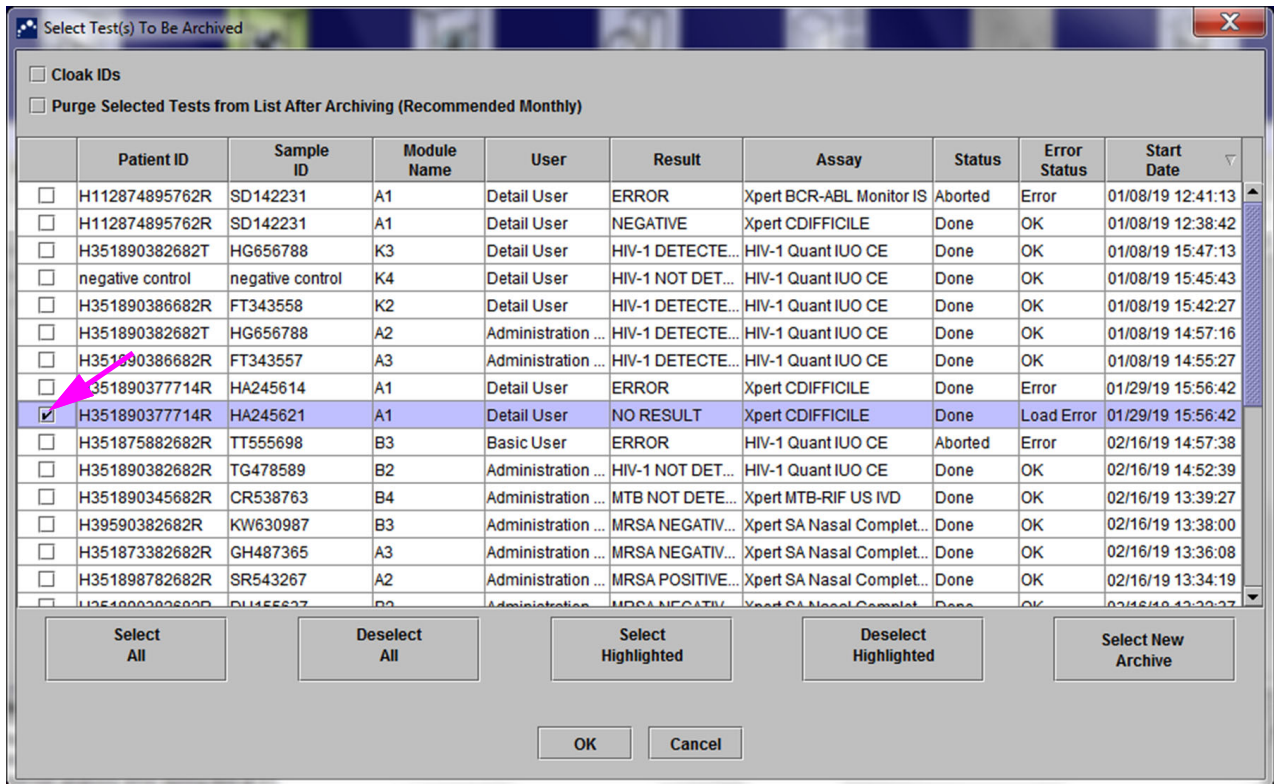 Select Test(s) To Be Archived
Cloak IDs
Purge Selected Tests from List After Archiving (Recommended Monthly)
Patient ID Sample ID Module Name User Result Assay Status Error Status Start Date
H112874895762R SD142231 A1 Detail User ERROR Xpert BCR-ABL Monitor IS Aborted Error 01/08/19 12:41:13
H112874895762R SD142231 A1 Detail User NEGATIVE Xpert CDIFFICILE Done OK 01/08/19 12:38:42
H351890382682T HG656788 K3 Detail User HIV-1 DETECTE... HIV-1 Quant IUO CE Done OK 01/08/19 15:47:13
negative control negative control K4 Detail User HIV-1 NOT DET... HIV-1 Quant IUO CE Done OK 01/08/19 15:45:43
H351890386682R FT343558 K2 Detail User HIV-1 DETECTE... HIV-1 Quant IUO CE Done OK 01/08/19 15:42:27
H351890382682T HG656788 A2 Administration ... HIV-1 DETECTE... HIV-1 Quant IUO CE Done OK 01/08/19 14:57:16
H351890386682R FT343557 A3 Administration ... HIV-1 DETECTE... HIV-1 Quant IUO CE Done OK 01/08/19 14:55:27
H351890377714R HA245614 A1 Detail User ERROR Xpert CDIFFICILE Done Error 01/29/19 15:56:42
H351890377714R HA245621 A1 Detail User NO RESULT Xpert CDIFFICILE Done Load Error 01/29/19 15:56:42
H351875882682R TT555698 B3 Basic User ERROR HIV-1 Quant IUO CE Aborted Error 02/16/19 14:57:38
H351890382682R TG478589 B2 Administration ... HIV-1 NOT DET... HIV-1 Quant IUO CE Done OK 02/16/19 14:52:39
H351890345682R CR538763 B4 Administration ... MTB NOT DETE... Xpert MTB-RIF US IVD Done OK 02/16/19 13:39:27
H39590382682R KW630987 B3 Administration ... MRSA NEGATIV... Xpert SA Nasal Complet... Done OK 02/16/19 13:38:00
H351873382682R GH487365 A3 Administration ... MRSA NEGATIV... Xpert SA Nasal Complet... Done OK 02/16/19 13:36:08
H351898782682R SR543267 A2 Administration ... MRSA POSITIVE... Xpert SA Nasal Complet... Done OK 02/16/19 13:34:19
Select All Deselect All Select Highlighted Deselect Highlighted Select New Archive
OK Cancel